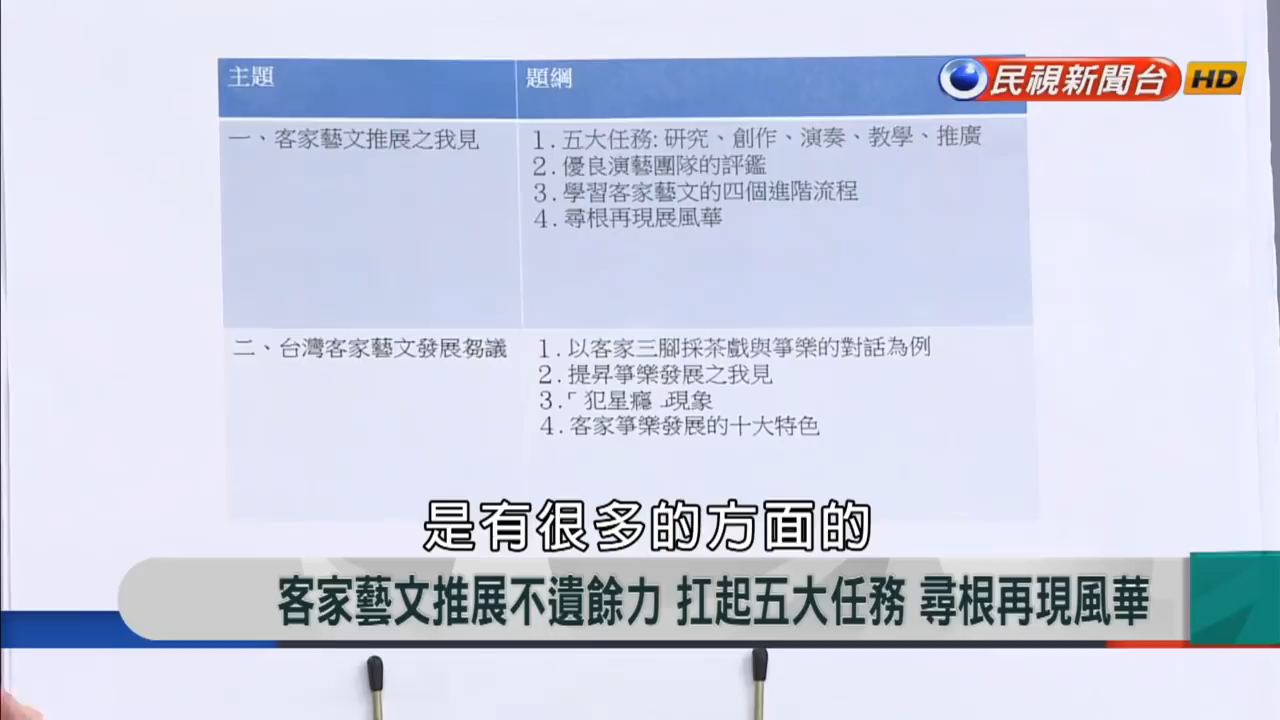 主題
題綱
民視新聞台 HD
一、客家藝文推展之我見
1. 五大任務: 研究、創作、演奏、教學、推廣
2. 優良演藝團隊的評鑑
3. 學習客家藝文的四個進階流程
4. 尋根再現展風華
二、台灣客家藝文發展芻議
1. 以客家三腳採茶戲與箏樂的對話為例
2. 提昇箏樂發展之我見
3.「犯星癮」現象
4. 客家箏樂發展的十大特色
是有很多的方面的
客家藝文推展不遺餘力 扛起五大任務 尋根再現風華